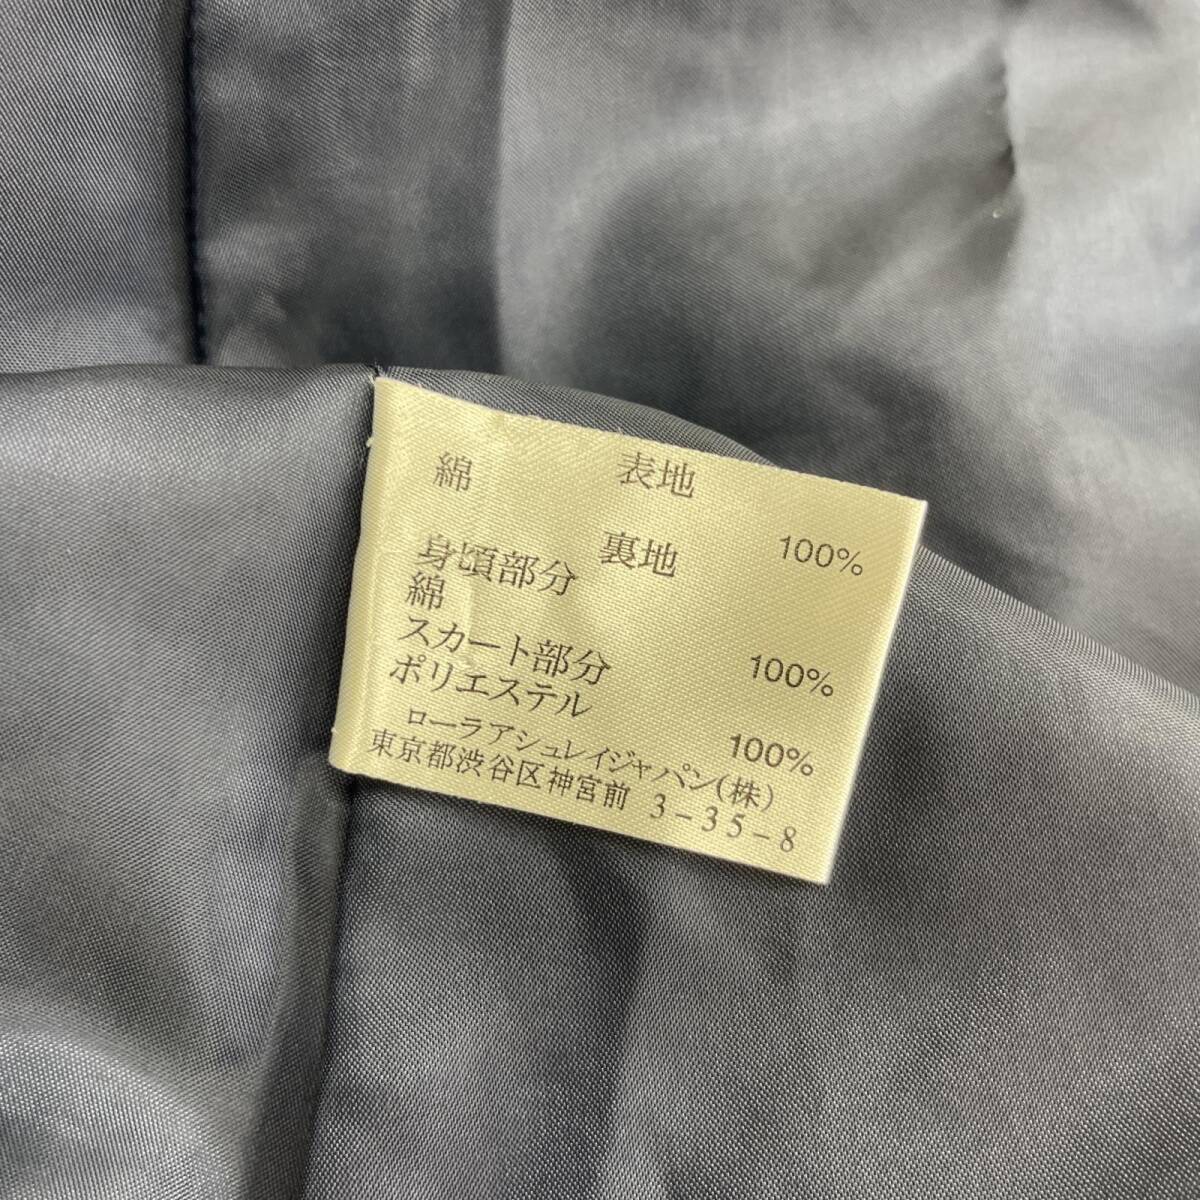 表地
綿 100%
裏地
身頃部分
綿 100%
スカート部分
ポリエステル 100%
ローラアシュレイジャパン(株)
東京都渋谷区神宮前 3-35-8